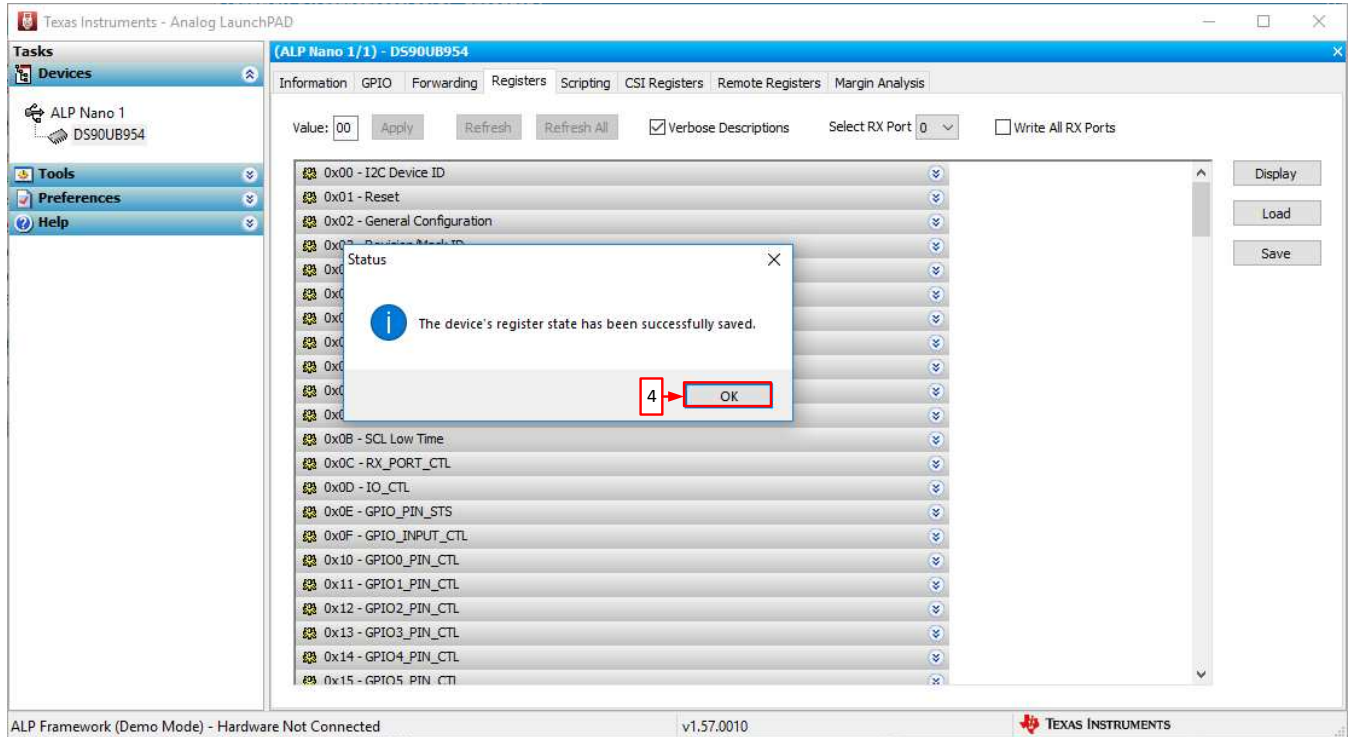 Texas Instruments - Analog LaunchPAD
Tasks
Devices
ALP Nano 1
DS90UB954
Tools
Preferences
Help
(ALP Nano 1/1) - DS90UB954
Information GPIO Forwarding Registers Scripting CSI Registers Remote Registers Margin Analysis
Value: 00 Apply Refresh Refresh All Verbose Descriptions Select RX Port 0 Write All RX Ports
0x00 - I2C Device ID
0x01 - Reset
0x02 - General Configuration
Display
Load
Save
Status
The device's register state has been successfully saved.
4 OK
0x0B - SCL Low Time
0x0C - RX_PORT_CTL
0x0D - IO_CTL
0x0E - GPIO_PIN_STS
0x0F - GPIO_INPUT_CTL
0x10 - GPIO0_PIN_CTL
0x11 - GPIO1_PIN_CTL
0x12 - GPIO2_PIN_CTL
0x13 - GPIO3_PIN_CTL
0x14 - GPIO4_PIN_CTL
0x15 - GPIO5_PIN_CTL
ALP Framework (Demo Mode) - Hardware Not Connected v1.57.0010 TEXAS INSTRUMENTS